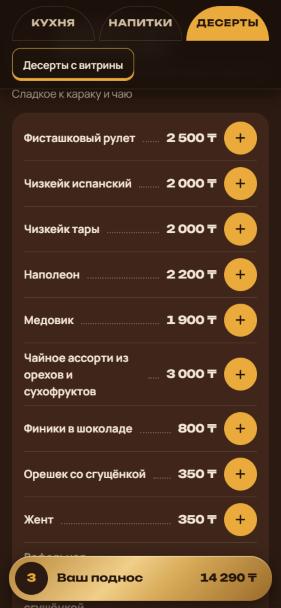 КУХНЯ
НАПИТКИ
ДЕСЕРТЫ
Десерты с витрины
Сладкое к караку и чаю
Фисташковый рулет 2 500 ₸ +
Чизкейк испанский 2 000 ₸ +
Чизкейк тары 2 000 ₸ +
Наполеон 2 200 ₸ +
Медовик 1 900 ₸ +
Чайное ассорти из
орехов и
сухофруктов 3 000 ₸ +
Финики в шоколаде 800 ₸ +
Орешек со сгущёнкой 350 ₸ +
Жент 350 ₸ +
3 Ваш поднос 14 290 ₸
сгущёнкой